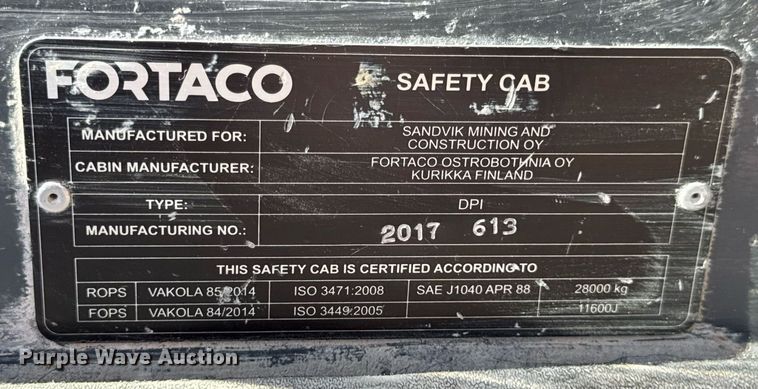 FORTACO SAFETY CAB
MANUFACTURED FOR: SANDVIK MINING AND CONSTRUCTION OY
CABIN MANUFACTURER: FORTACO OSTROBOTHNIA OY KURIKKA FINLAND
TYPE: DPI
MANUFACTURING NO.: 2017 613
THIS SAFETY CAB IS CERTIFIED ACCORDING TO
ROPS VAKOLA 85/2014 ISO 3471:2008 SAE J1040 APR 88 28000 kg
FOPS VAKOLA 84/2014 ISO 3449:2005 11600J
Purple Wave Auction